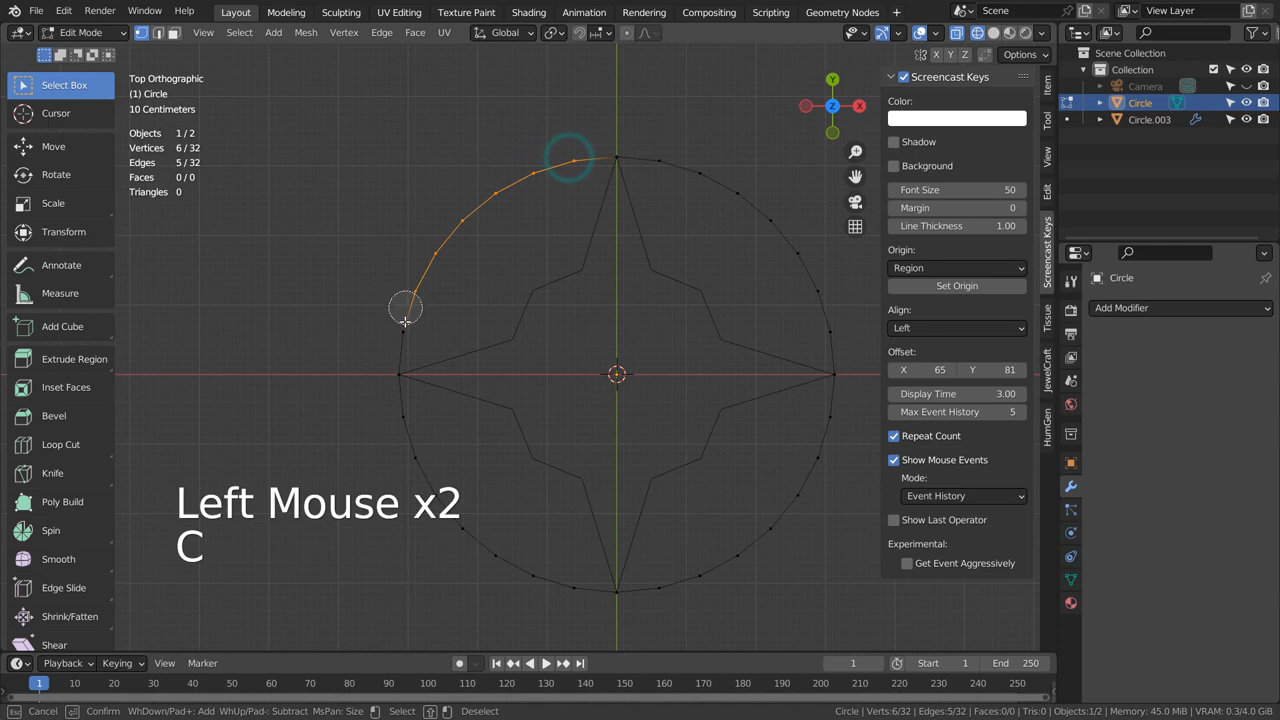 File Edit Render Window Help Layout Modeling Sculpting UV Editing Texture Paint Shading Animation Rendering Compositing Scripting Geometry Nodes + Scene View Layer
Edit Mode View Select Add Mesh Vertex Edge Face UV Global
Select Box
Cursor
Move
Rotate
Scale
Transform
Annotate
Measure
Add Cube
Extrude Region
Inset Faces
Bevel
Loop Cut
Knife
Poly Build
Spin
Smooth
Edge Slide
Shrink/Fatten
Shear
Top Orthographic
(1) Circle
10 Centimeters
Objects 1/2
Vertices 6/32
Edges 5/32
Faces 0/0
Triangles 0
Left Mouse x2
C
X Y Z Options
Y
Z X
Screencast Keys
Color:
Shadow
Background
Font Size 50
Margin 0
Line Thickness 1.00
Origin:
Region
Set Origin
Align:
Left
Offset:
X 65 Y 81
Display Time 3.00
Max Event History 5
Repeat Count
Show Mouse Events
Mode:
Event History
Show Last Operator
Experimental:
Get Event Aggressively
Item
Tool
View
Edit
Screencast Keys
Tissue
JewelCraft
HumGen
Scene Collection
Collection
Camera
Circle
Circle.003
Circle
Add Modifier
Playback Keying View Marker 1 Start 1 End 250
1 10 20 30 40 50 60 70 80 90 100 110 120 130 140 150 160 170 180 190 200 210 220 230 240 250
Esc Cancel Confirm WhDown/Pad+: Add WhUp/Pad-: Subtract MsPan: Size Select Deselect Circle | Verts:6/32 | Edges:5/32 | Faces:0/0 | Tris:0 | Objects:1/2 | Memory: 45.0 MiB | VRAM: 0.3/4.0 GiB